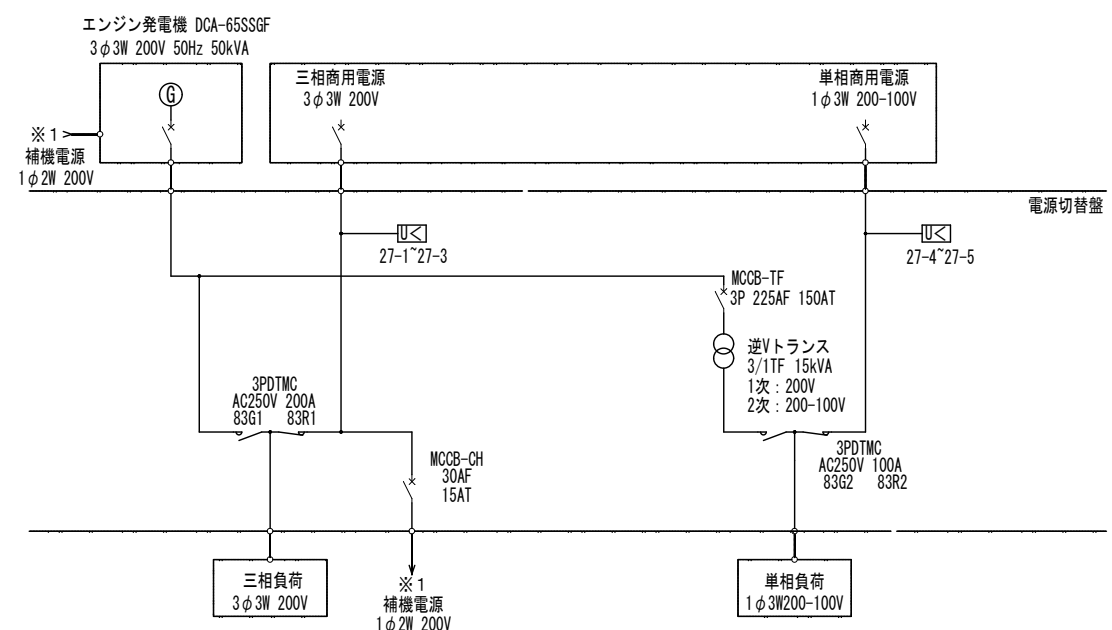 エンジン発電機 DCA-65SSGF
3φ3W 200V 50Hz 50kVA
G
※1
補機電源
1φ2W 200V
三相商用電源
3φ3W 200V
単相商用電源
1φ3W 200-100V
電源切替盤
U<
27-1~27-3
U<
27-4~27-5
MCCB-TF
3P 225AF 150AT
逆Vトランス
3/1TF 15kVA
1次：200V
2次：200-100V
3PDTMC
AC250V 200A
83G1 83R1
MCCB-CH
30AF
15AT
3PDTMC
AC250V 100A
83G2 83R2
三相負荷
3φ3W 200V
※1
補機電源
1φ2W 200V
単相負荷
1φ3W200-100V